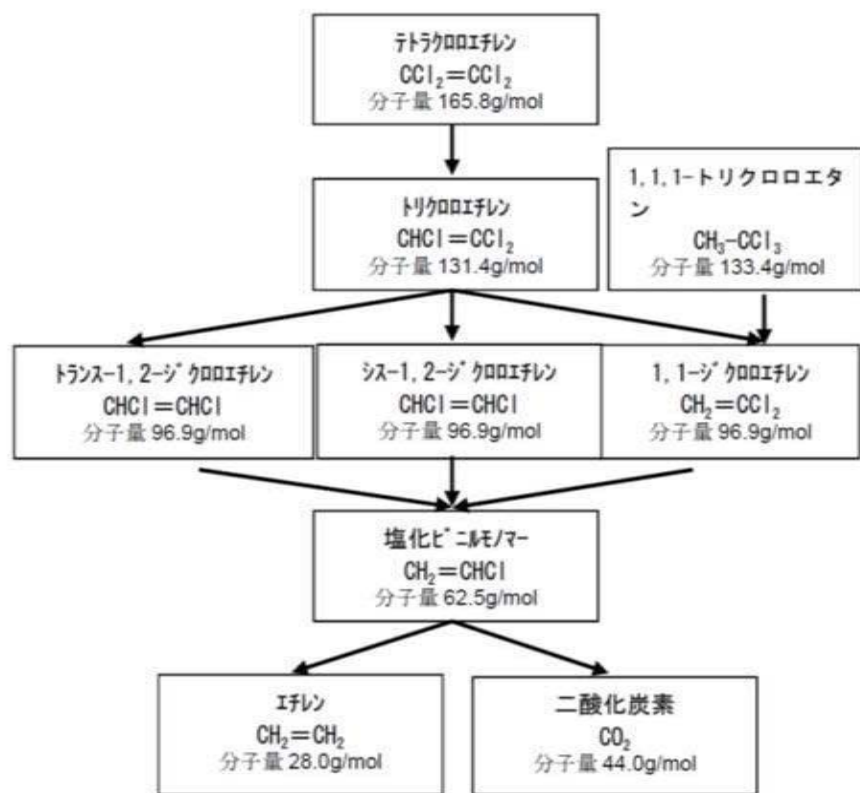 ﾃﾄﾗｸﾛﾛｴﾁﾚﾝ
CCl₂＝CCl₂
分子量 165.8g/mol
1,1,1-トリクロロエタ
ン
CH₃-CCl₃
分子量 133.4g/mol
ﾄﾘｸﾛﾛｴﾁﾚﾝ
CHCl＝CCl₂
分子量 131.4g/mol
ﾄﾗﾝｽ-1,2-ｼﾞｸﾛﾛｴﾁﾚﾝ
CHCl＝CHCl
分子量 96.9g/mol
ｼｽ-1,2-ｼﾞｸﾛﾛｴﾁﾚﾝ
CHCl＝CHCl
分子量 96.9g/mol
1,1-ｼﾞｸﾛﾛｴﾁﾚﾝ
CH₂＝CCl₂
分子量 96.9g/mol
塩化ﾋﾞﾆﾙﾓﾉﾏｰ
CH₂＝CHCl
分子量 62.5g/mol
ｴﾁﾚﾝ
CH₂＝CH₂
分子量 28.0g/mol
二酸化炭素
CO₂
分子量 44.0g/mol